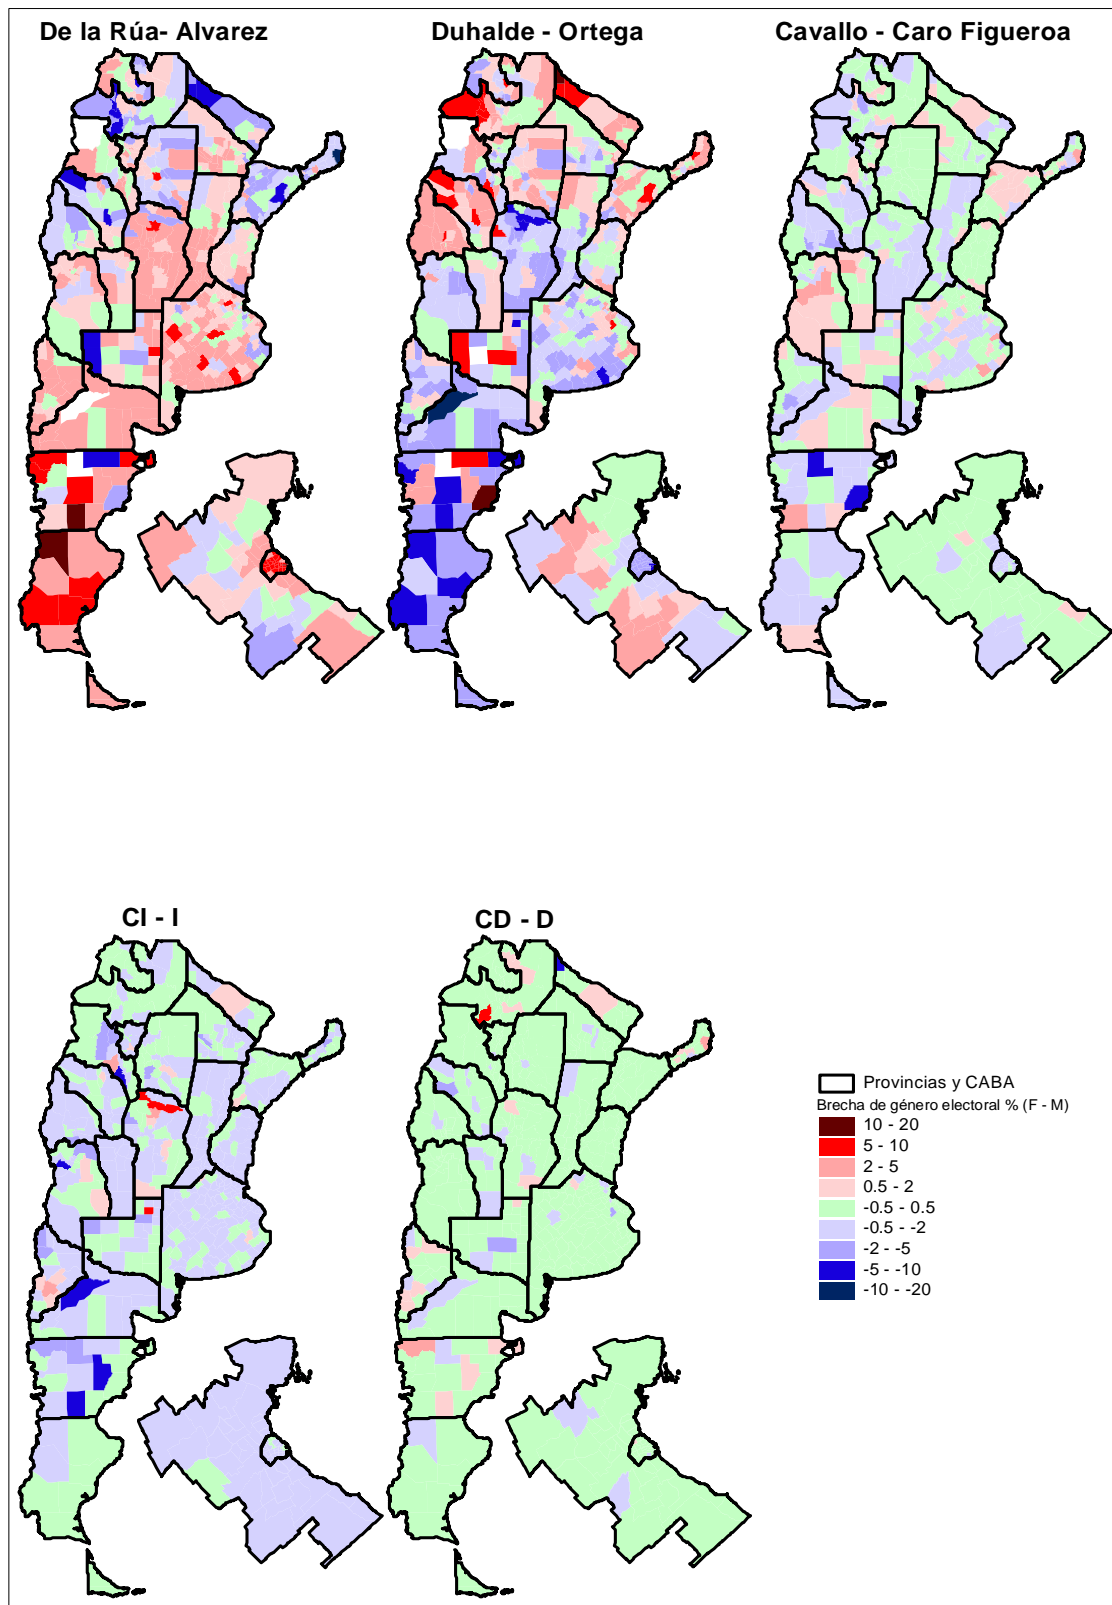 De la Rúa- Alvarez
Duhalde - Ortega
Cavallo - Caro Figueroa
CI - I
CD - D
Provincias y CABA
Brecha de género electoral % (F - M)
10 - 20
5 - 10
2 - 5
0.5 - 2
-0.5 - 0.5
-0.5 - -2
-2 - -5
-5 - -10
-10 - -20